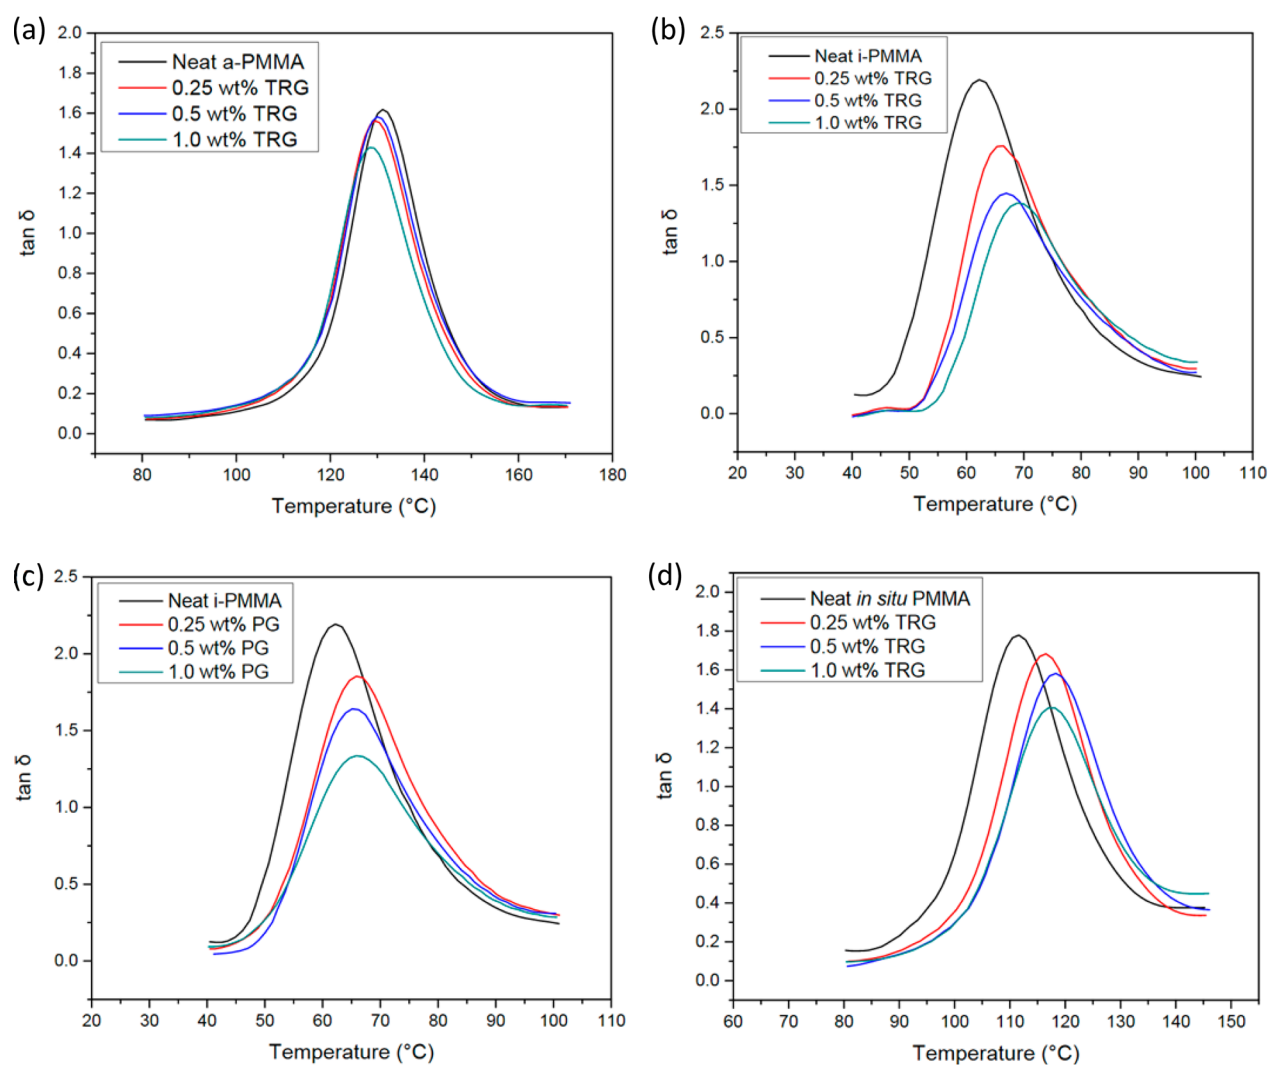 (a)
2.0
1.8
1.6
1.4
1.2
1.0
0.8
0.6
0.4
0.2
0.0
tan δ
Neat a-PMMA
0.25 wt% TRG
0.5 wt% TRG
1.0 wt% TRG
80 100 120 140 160 180
Temperature (°C)
(b)
2.5
2.0
1.5
1.0
0.5
0.0
tan δ
Neat i-PMMA
0.25 wt% TRG
0.5 wt% TRG
1.0 wt% TRG
20 30 40 50 60 70 80 90 100 110
Temperature (°C)
(c)
2.5
2.0
1.5
1.0
0.5
0.0
tan δ
Neat i-PMMA
0.25 wt% PG
0.5 wt% PG
1.0 wt% PG
20 30 40 50 60 70 80 90 100 110
Temperature (°C)
(d)
2.0
1.8
1.6
1.4
1.2
1.0
0.8
0.6
0.4
0.2
0.0
tan δ
Neat in situ PMMA
0.25 wt% TRG
0.5 wt% TRG
1.0 wt% TRG
60 70 80 90 100 110 120 130 140 150
Temperature (°C)